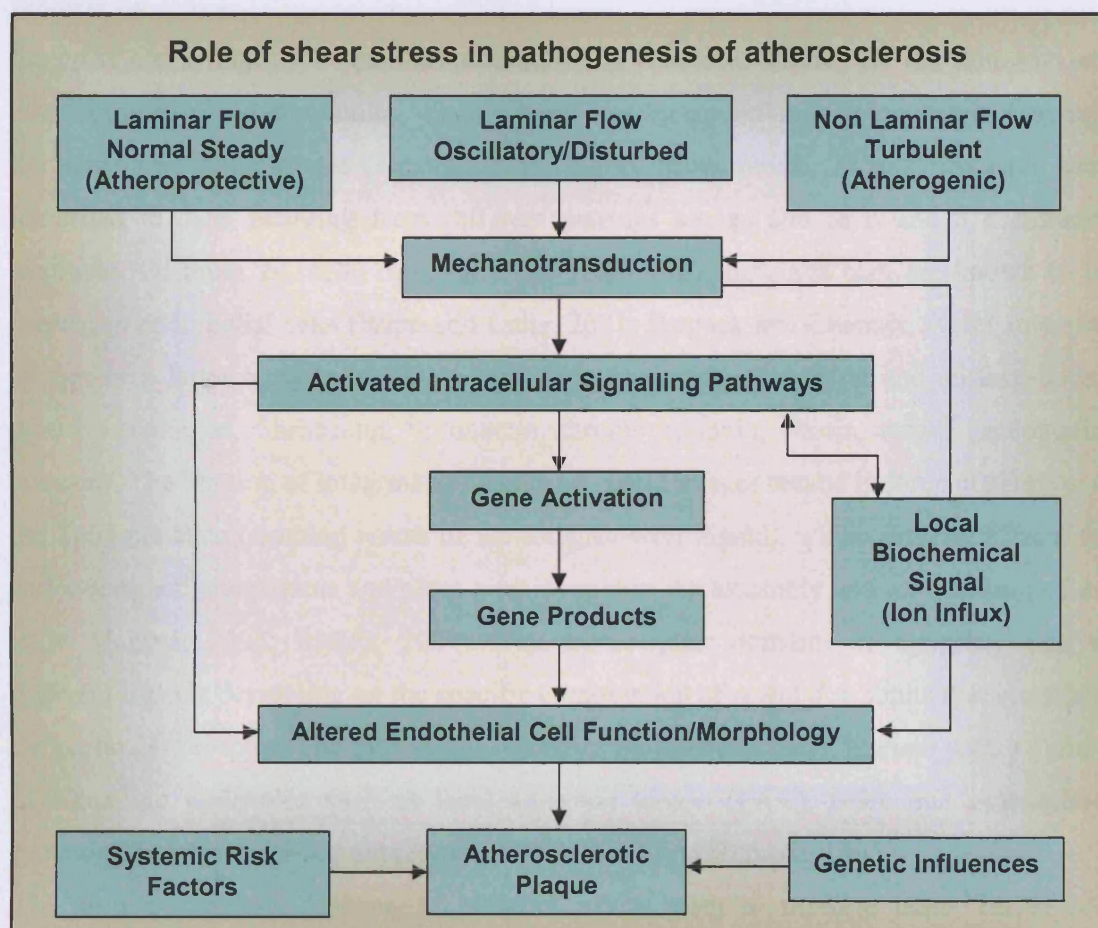 Role of shear stress in pathogenesis of atherosclerosis
Laminar Flow
Normal Steady
(Atheroprotective)
Laminar Flow
Oscillatory/Disturbed
Non Laminar Flow
Turbulent
(Atherogenic)
Mechanotransduction
Activated Intracellular Signalling Pathways
Gene Activation
Local
Biochemical
Signal
(Ion Influx)
Gene Products
Altered Endothelial Cell Function/Morphology
Systemic Risk
Factors
Atherosclerotic
Plaque
Genetic Influences